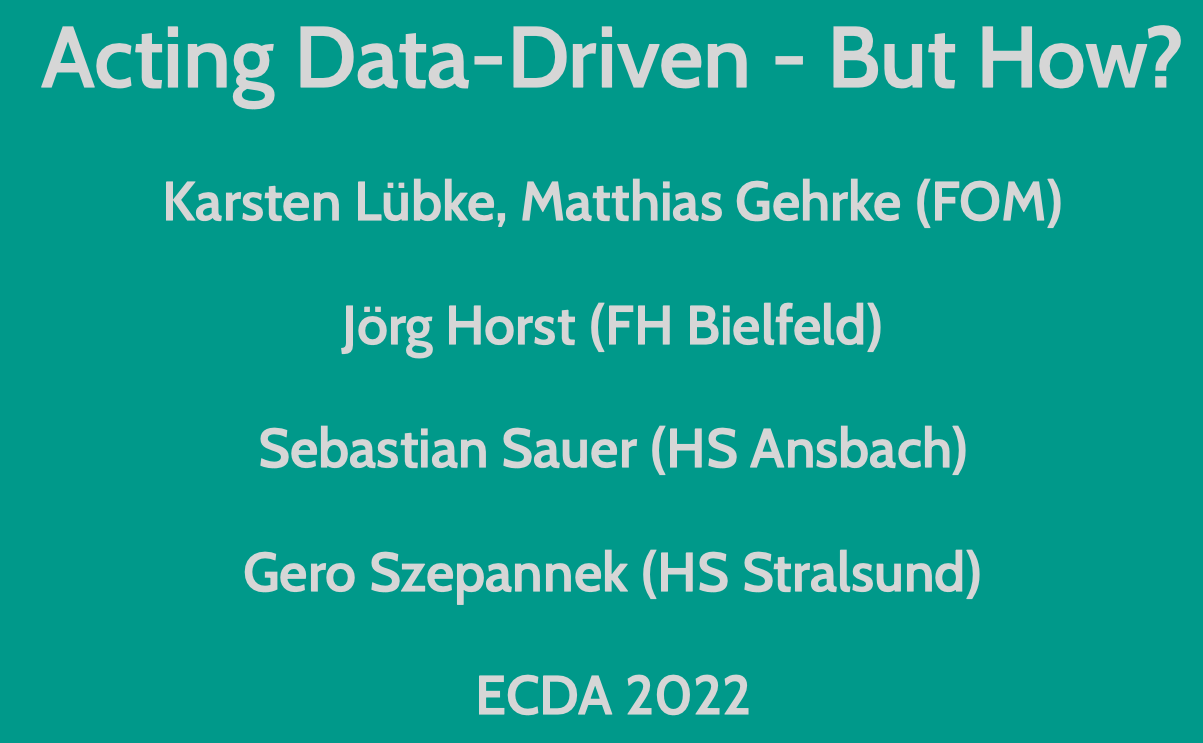 Acting Data-Driven - But How?
Karsten Lübke, Matthias Gehrke (FOM)
Jörg Horst (FH Bielfeld)
Sebastian Sauer (HS Ansbach)
Gero Szepannek (HS Stralsund)
ECDA 2022